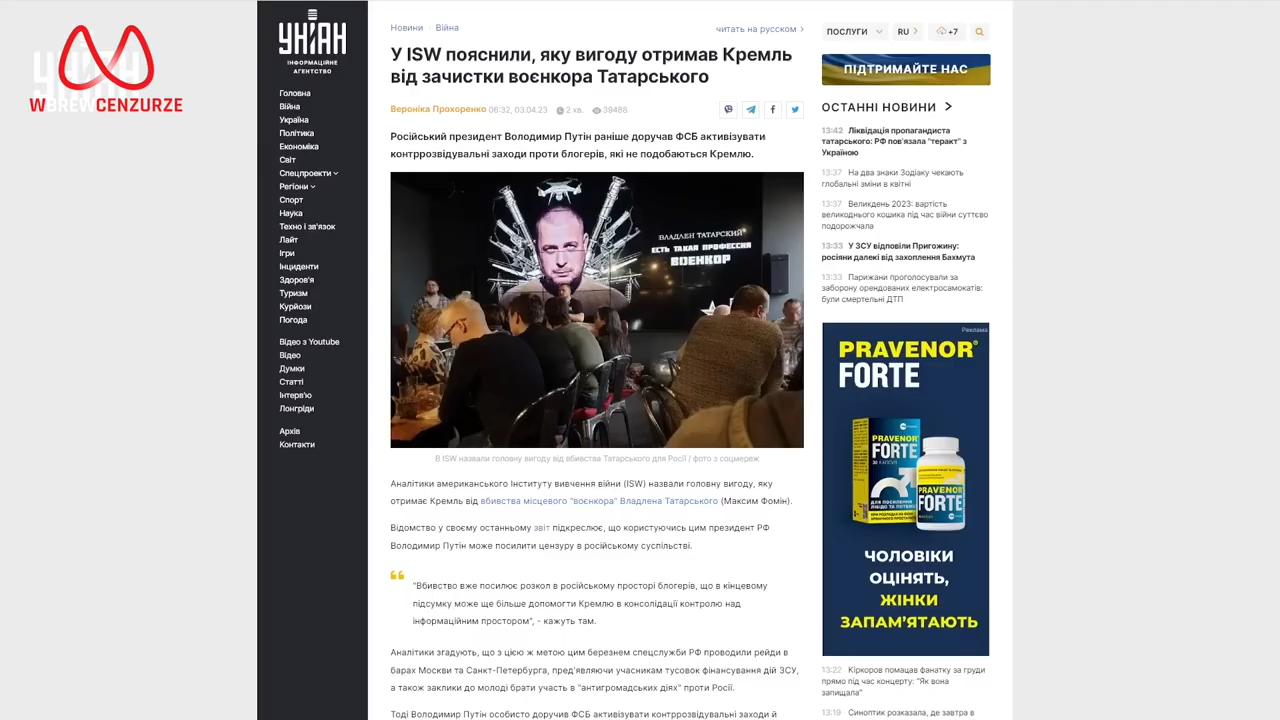 WBREWCENZURZE
УНІАН
ІНФОРМАЦІЙНЕ
АГЕНТСТВО
Головна
Війна
Україна
Політика
Економіка
Світ
Спецпроекти
Регіони
Спорт
Наука
Техно і зв'язок
Лайт
Ігри
Інциденти
Здоров'я
Туризм
Курйози
Погода
Відео з Youtube
Відео
Думки
Статті
Інтерв'ю
Лонгріди
Архів
Контакти
Новини
Війна
читать на русском
У ISW пояснили, яку вигоду отримав Кремль
від зачистки воєнкора Татарського
Вероніка Прохоренко 06:32, 03.04.23 2 хв. 39488
Російський президент Володимир Путін раніше доручав ФСБ активізувати
контррозвідувальні заходи проти блогерів, які не подобаються Кремлю.
ВЛАДЛЕН ТАТАРСКИЙ
ЕСТЬ ТАКАЯ ПРОФЕССИЯ
ВОЕНКОР
В ISW назвали головну вигоду від вбивства Татарського для Росії / фото з соцмереж
Аналітики американського Інституту вивчення війни (ISW) назвали головну вигоду, яку
отримає Кремль від вбивства місцевого "воєнкора" Владлена Татарського (Максим Фомін).
Відомство у своєму останньому звіт підкреслює, що користуючись цим президент РФ
Володимир Путін може посилити цензуру в російському суспільстві.
"Вбивство вже посилює розкол в російському просторі блогерів, що в кінцевому
підсумку може ще більше допомогти Кремлю в консолідації контролю над
інформаційним простором", - кажуть там.
Аналітики згадують, що з цією ж метою цим березнем спецслужби РФ проводили рейди в
барах Москви та Санкт-Петербурга, пред'являючи учасникам тусовок фінансування дій ЗСУ,
а також заклики до молоді брати участь в "антигромадських діях" проти Росії.
Тоді Володимир Путін особисто доручив ФСБ активізувати контррозвідувальні заходи й
ПОСЛУГИ
RU
+7
ПІДТРИМАЙТЕ НАС
ОСТАННІ НОВИНИ
13:42 Ліквідація пропагандиста
татарського: РФ пов'язала "теракт" з
Україною
13:37 На два знаки Зодіаку чекають
глобальні зміни в квітні
13:37 Великдень 2023: вартість
великоднього кошика під час війни суттєво
подорожчала
13:33 У ЗСУ відповіли Пригожину:
росіяни далекі від захоплення Бахмута
13:33 Парижани проголосували за
заборону орендованих електросамокатів:
були смертельні ДТП
Реклама
PRAVENOR®
FORTE
PRAVENOR
FORTE
30 КАПСУЛ
ДЛЯ ПОСИЛЕННЯ
ЛІБІДО ТА ПОТЕНЦІЇ
PRAVENOR
FORTE
ЧОЛОВІКИ
ОЦІНЯТЬ,
ЖІНКИ
ЗАПАМ'ЯТАЮТЬ
13:22 Кіркоров помацав фанатку за груди
прямо під час концерту: "Як вона
запищала"
13:19 Синоптик розказала, де завтра в